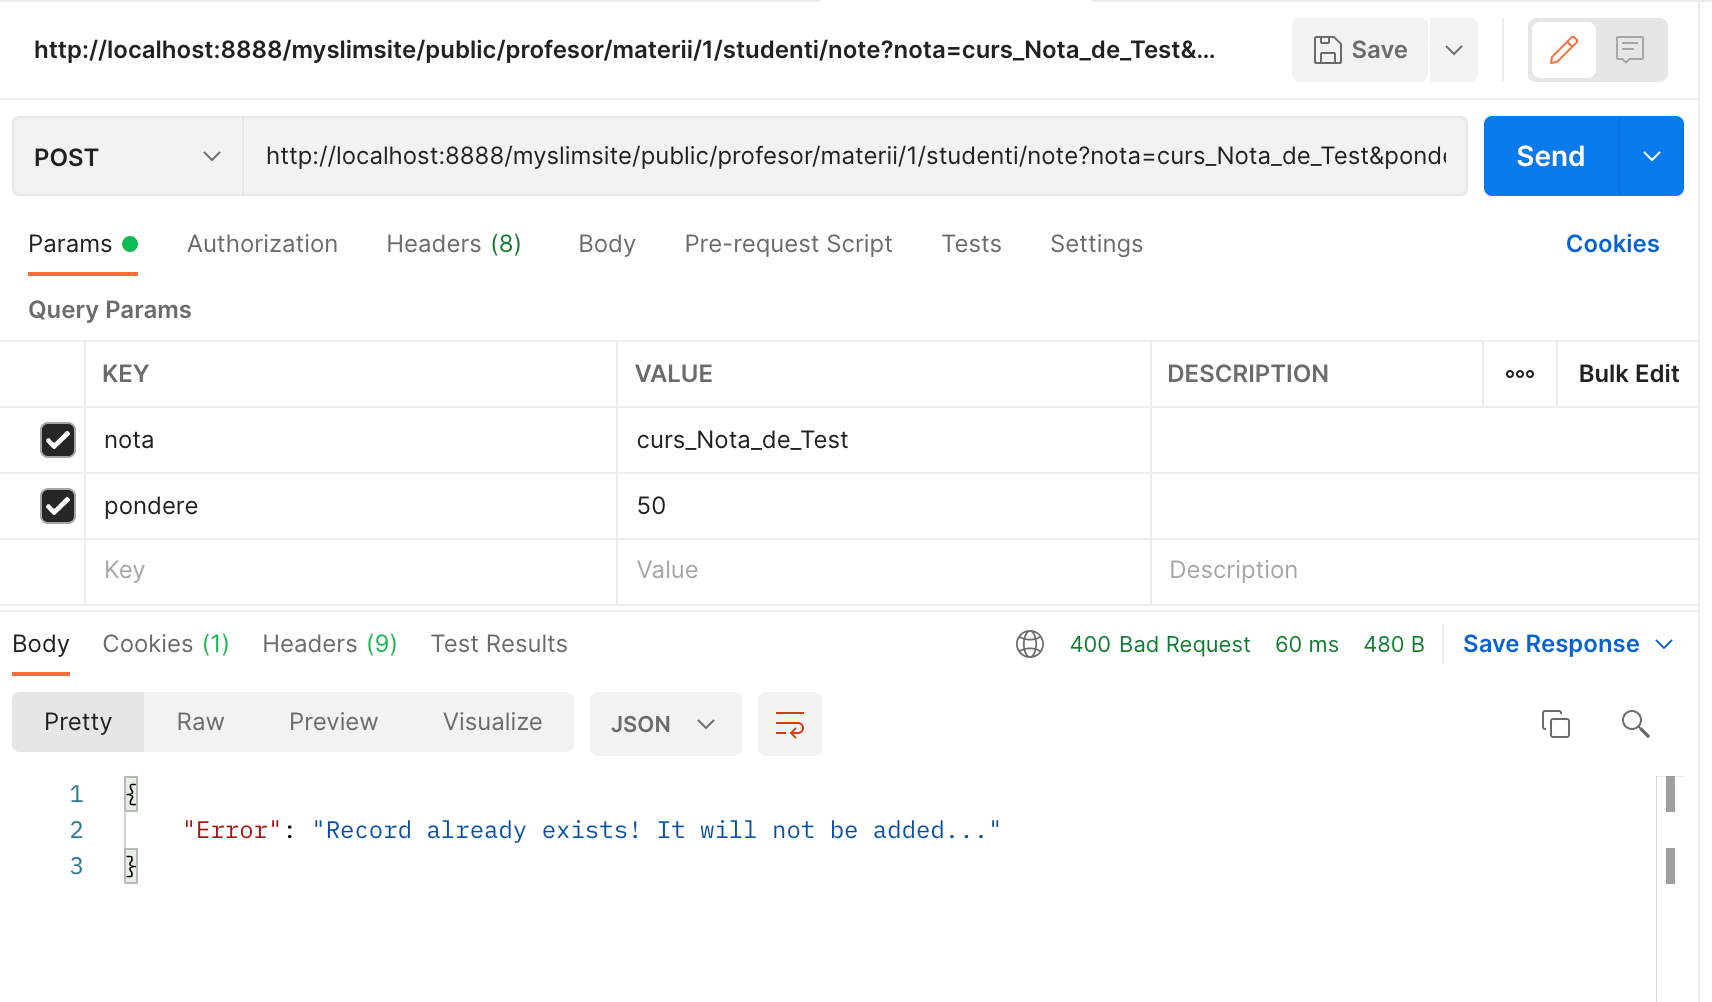 http://localhost:8888/myslimsite/public/profesor/materii/1/studenti/note?nota=curs_Nota_de_Test&...
Save
POST
http://localhost:8888/myslimsite/public/profesor/materii/1/studenti/note?nota=curs_Nota_de_Test&ponde
Send
Params Authorization Headers (8) Body Pre-request Script Tests Settings Cookies
Query Params
KEY VALUE DESCRIPTION ooo Bulk Edit
nota curs_Nota_de_Test
pondere 50
Key Value Description
Body Cookies (1) Headers (9) Test Results 400 Bad Request 60 ms 480 B Save Response
Pretty Raw Preview Visualize JSON
1 {
2 "Error": "Record already exists! It will not be added..."
3 }